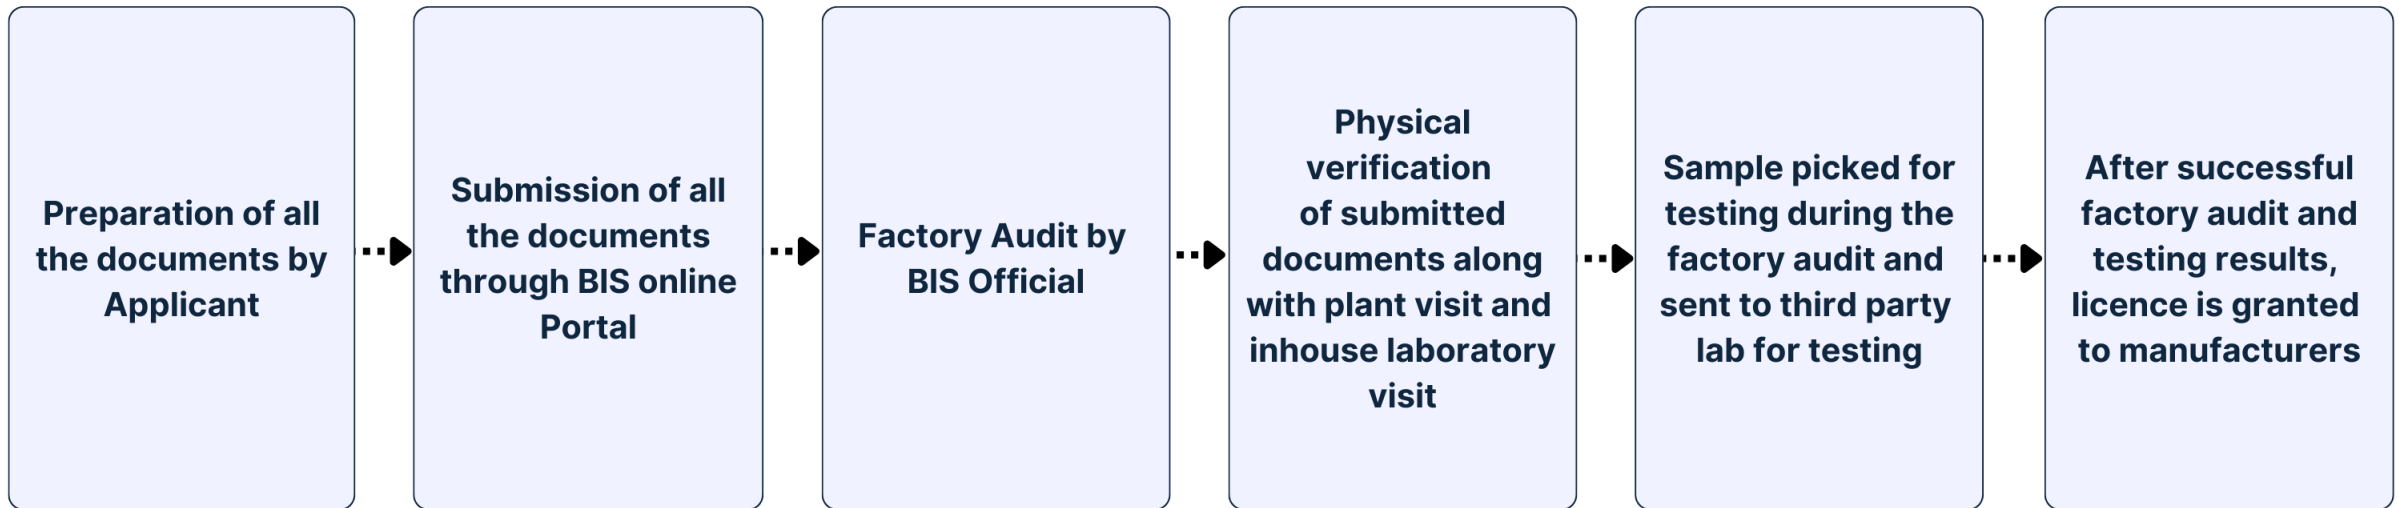 Preparation of all
the documents by
Applicant
Submission of all
the documents
through BIS online
Portal
Factory Audit by
BIS Official
Physical
verification
of submitted
documents along
with plant visit and
inhouse laboratory
visit
Sample picked for
testing during the
factory audit and
sent to third party
lab for testing
After successful
factory audit and
testing results,
licence is granted
to manufacturers